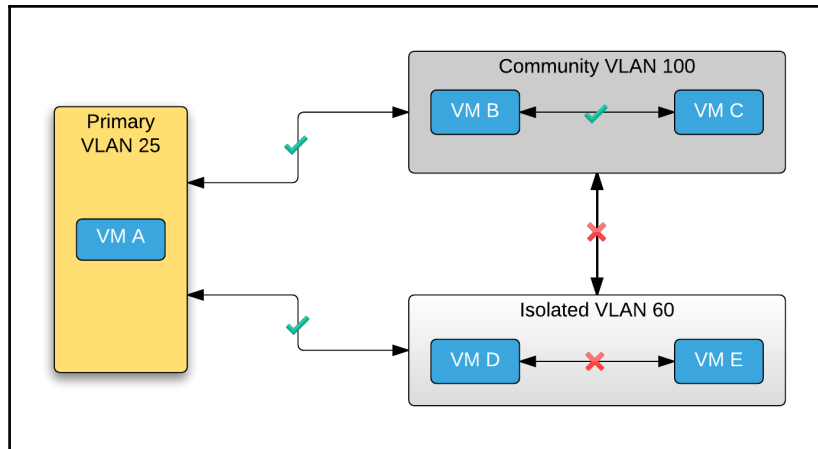 Primary
VLAN 25
VM A
Community VLAN 100
VM B
VM C
Isolated VLAN 60
VM D
VM E